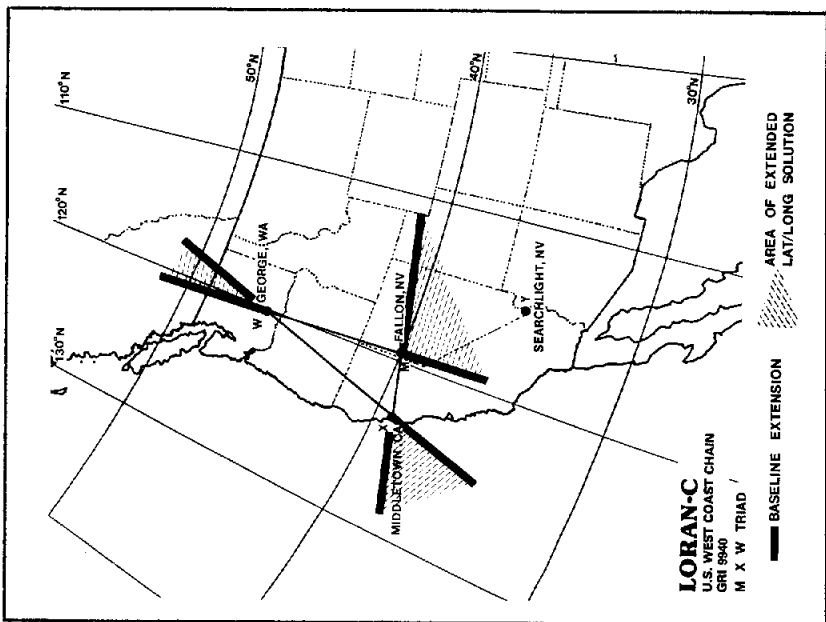 110°N
120°N
130°N
50°N
40°N
30°N
W GEORGE, WA
M FALLON, NV
X
MIDDLETOWN CA
Y
SEARCHLIGHT, NV
LORAN-C
U.S. WEST COAST CHAIN
GRI 9940
M X W TRIAD
BASELINE EXTENSION
AREA OF EXTENDED
LAT/LONG SOLUTION